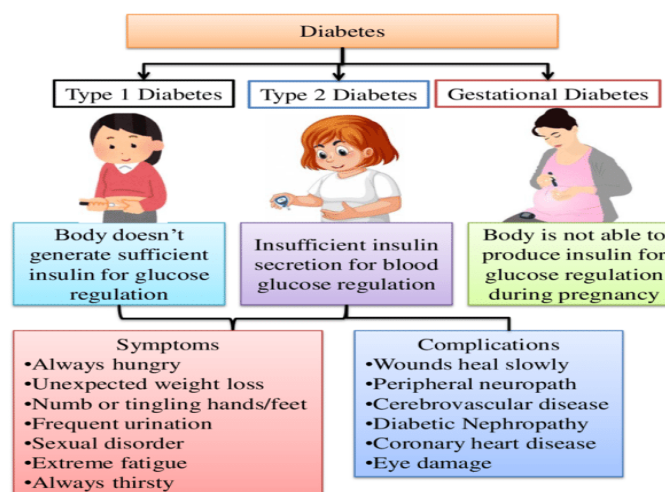 Diabetes
Type 1 Diabetes
Type 2 Diabetes
Gestational Diabetes
Body doesn't
generate sufficient
insulin for glucose
regulation
Insufficient insulin
secretion for blood
glucose regulation
Body is not able to
produce insulin for
glucose regulation
during pregnancy
Symptoms
•Always hungry
•Unexpected weight loss
•Numb or tingling hands/feet
•Frequent urination
•Sexual disorder
•Extreme fatigue
•Always thirsty
Complications
•Wounds heal slowly
•Peripheral neuropath
•Cerebrovascular disease
•Diabetic Nephropathy
•Coronary heart disease
•Eye damage